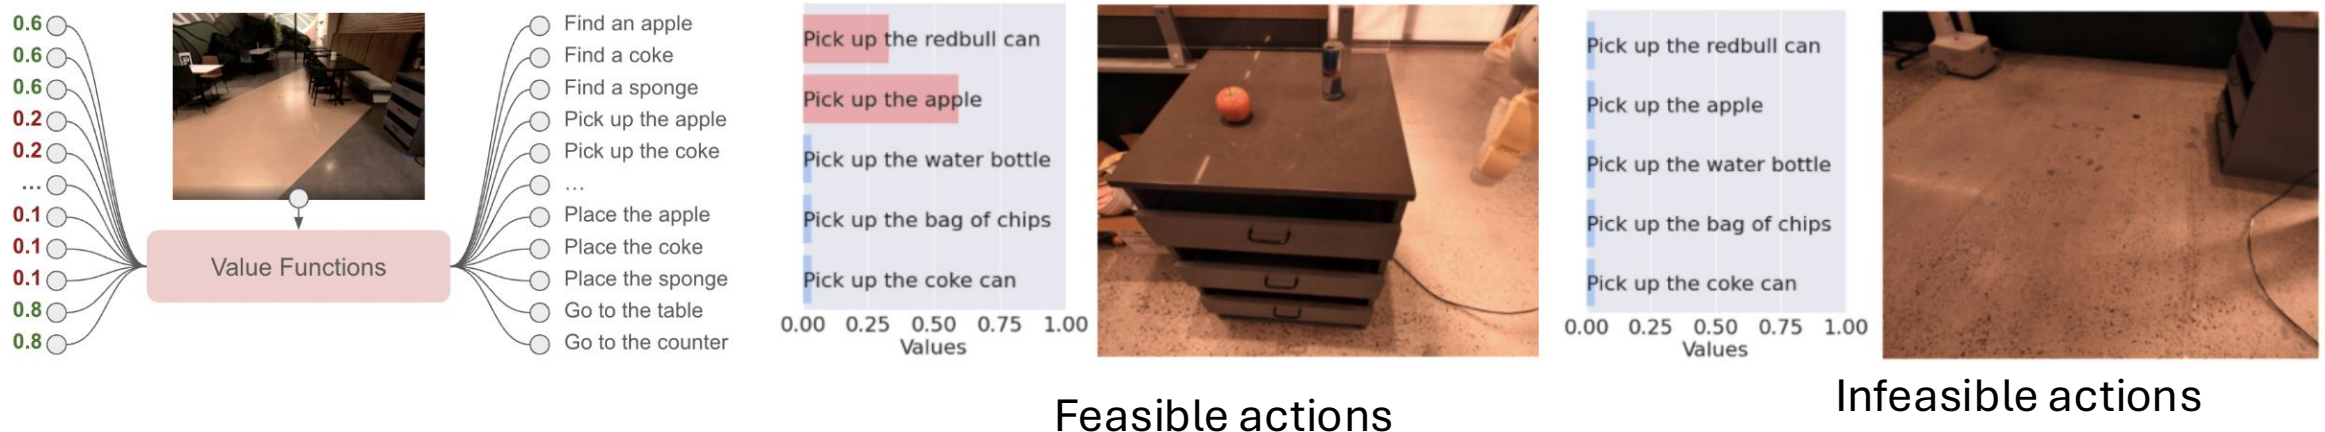 0.6
0.6
0.6
0.2
0.2
...
0.1
0.1
0.1
0.8
0.8
Value Functions
Find an apple
Find a coke
Find a sponge
Pick up the apple
Pick up the coke
...
Place the apple
Place the coke
Place the sponge
Go to the table
Go to the counter
Pick up the redbull can
Pick up the apple
Pick up the water bottle
Pick up the bag of chips
Pick up the coke can
0.00 0.25 0.50 0.75 1.00
Values
Feasible actions
Pick up the redbull can
Pick up the apple
Pick up the water bottle
Pick up the bag of chips
Pick up the coke can
0.00 0.25 0.50 0.75 1.00
Values
Infeasible actions